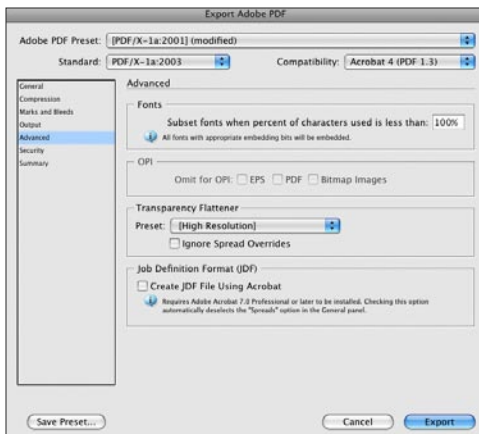 Export Adobe PDF
Adobe PDF Preset: [PDF/X-1a:2001] (modified)
Standard: PDF/X-1a:2003 Compatibility: Acrobat 4 (PDF 1.3)
General
Compression
Marks and Bleeds
Output
Advanced
Security
Summary
Advanced
Fonts
Subset fonts when percent of characters used is less than: 100%
All fonts with appropriate embedding bits will be embedded.
OPI
Omit for OPI: EPS PDF Bitmap Images
Transparency Flattener
Preset: [High Resolution]
Ignore Spread Overrides
Job Definition Format (JDF)
Create JDF File Using Acrobat
Requires Adobe Acrobat 7.0 Professional or later to be installed. Checking this option
automatically deselects the "Spreads" option in the General panel.
Save Preset... Cancel Export